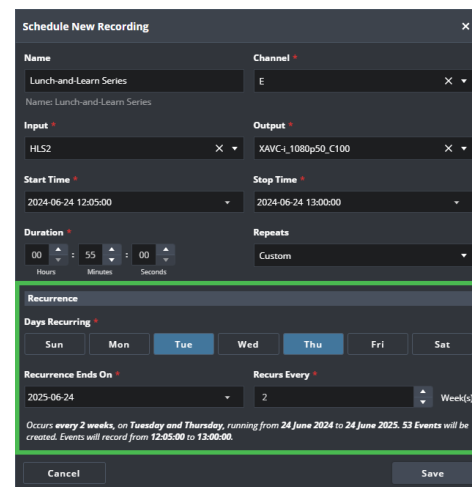 Schedule New Recording ×
Name Channel *
Lunch-and-Learn Series E
Name: Lunch-and-Learn Series
Input * Output *
HLS2 XAVC-i_1080p50_C100
Start Time * Stop Time *
2024-06-24 12:05:00 2024-06-24 13:00:00
Duration * Repeats
00 : 55 : 00 Custom
Hours Minutes Seconds
Recurrence
Days Recurring *
Sun Mon Tue Wed Thu Fri Sat
Recurrence Ends On * Recurs Every *
2025-06-24 2 Week(s)
Occurs every 2 weeks, on Tuesday and Thursday, running from 24 June 2024 to 24 June 2025. 53 Events will be
created. Events will record from 12:05:00 to 13:00:00.
Cancel Save